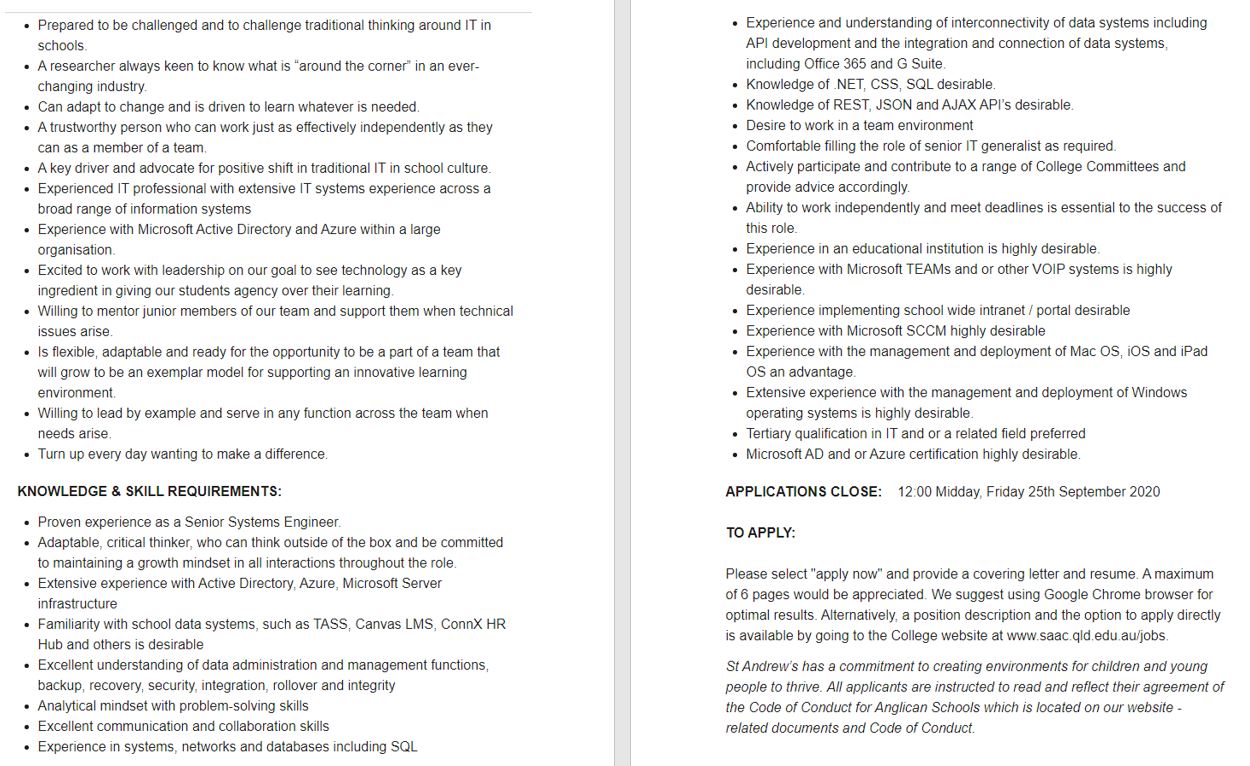 • Prepared to be challenged and to challenge traditional thinking around IT in
schools.
• A researcher always keen to know what is “around the corner” in an ever-
changing industry.
• Can adapt to change and is driven to learn whatever is needed.
• A trustworthy person who can work just as effectively independently as they
can as a member of a team.
• A key driver and advocate for positive shift in traditional IT in school culture.
• Experienced IT professional with extensive IT systems experience across a
broad range of information systems
• Experience with Microsoft Active Directory and Azure within a large
organisation.
• Excited to work with leadership on our goal to see technology as a key
ingredient in giving our students agency over their learning.
• Willing to mentor junior members of our team and support them when technical
issues arise.
• Is flexible, adaptable and ready for the opportunity to be a part of a team that
will grow to be an exemplar model for supporting an innovative learning
environment.
• Willing to lead by example and serve in any function across the team when
needs arise.
• Turn up every day wanting to make a difference.
KNOWLEDGE & SKILL REQUIREMENTS:
• Proven experience as a Senior Systems Engineer.
• Adaptable, critical thinker, who can think outside of the box and be committed
to maintaining a growth mindset in all interactions throughout the role.
• Extensive experience with Active Directory, Azure, Microsoft Server
infrastructure
• Familiarity with school data systems, such as TASS, Canvas LMS, ConnX HR
Hub and others is desirable
• Excellent understanding of data administration and management functions,
backup, recovery, security, integration, rollover and integrity
• Analytical mindset with problem-solving skills
• Excellent communication and collaboration skills
• Experience in systems, networks and databases including SQL
• Experience and understanding of interconnectivity of data systems including
API development and the integration and connection of data systems,
including Office 365 and G Suite.
• Knowledge of .NET, CSS, SQL desirable.
• Knowledge of REST, JSON and AJAX API’s desirable.
• Desire to work in a team environment
• Comfortable filling the role of senior IT generalist as required.
• Actively participate and contribute to a range of College Committees and
provide advice accordingly.
• Ability to work independently and meet deadlines is essential to the success of
this role.
• Experience in an educational institution is highly desirable.
• Experience with Microsoft TEAMs and or other VOIP systems is highly
desirable.
• Experience implementing school wide intranet / portal desirable
• Experience with Microsoft SCCM highly desirable
• Experience with the management and deployment of Mac OS, iOS and iPad
OS an advantage.
• Extensive experience with the management and deployment of Windows
operating systems is highly desirable.
• Tertiary qualification in IT and or a related field preferred
• Microsoft AD and or Azure certification highly desirable.
APPLICATIONS CLOSE: 12:00 Midday, Friday 25th September 2020
TO APPLY:
Please select "apply now" and provide a covering letter and resume. A maximum
of 6 pages would be appreciated. We suggest using Google Chrome browser for
optimal results. Alternatively, a position description and the option to apply directly
is available by going to the College website at www.saac.qld.edu.au/jobs.
St Andrew’s has a commitment to creating environments for children and young
people to thrive. All applicants are instructed to read and reflect their agreement of
the Code of Conduct for Anglican Schools which is located on our website -
related documents and Code of Conduct.